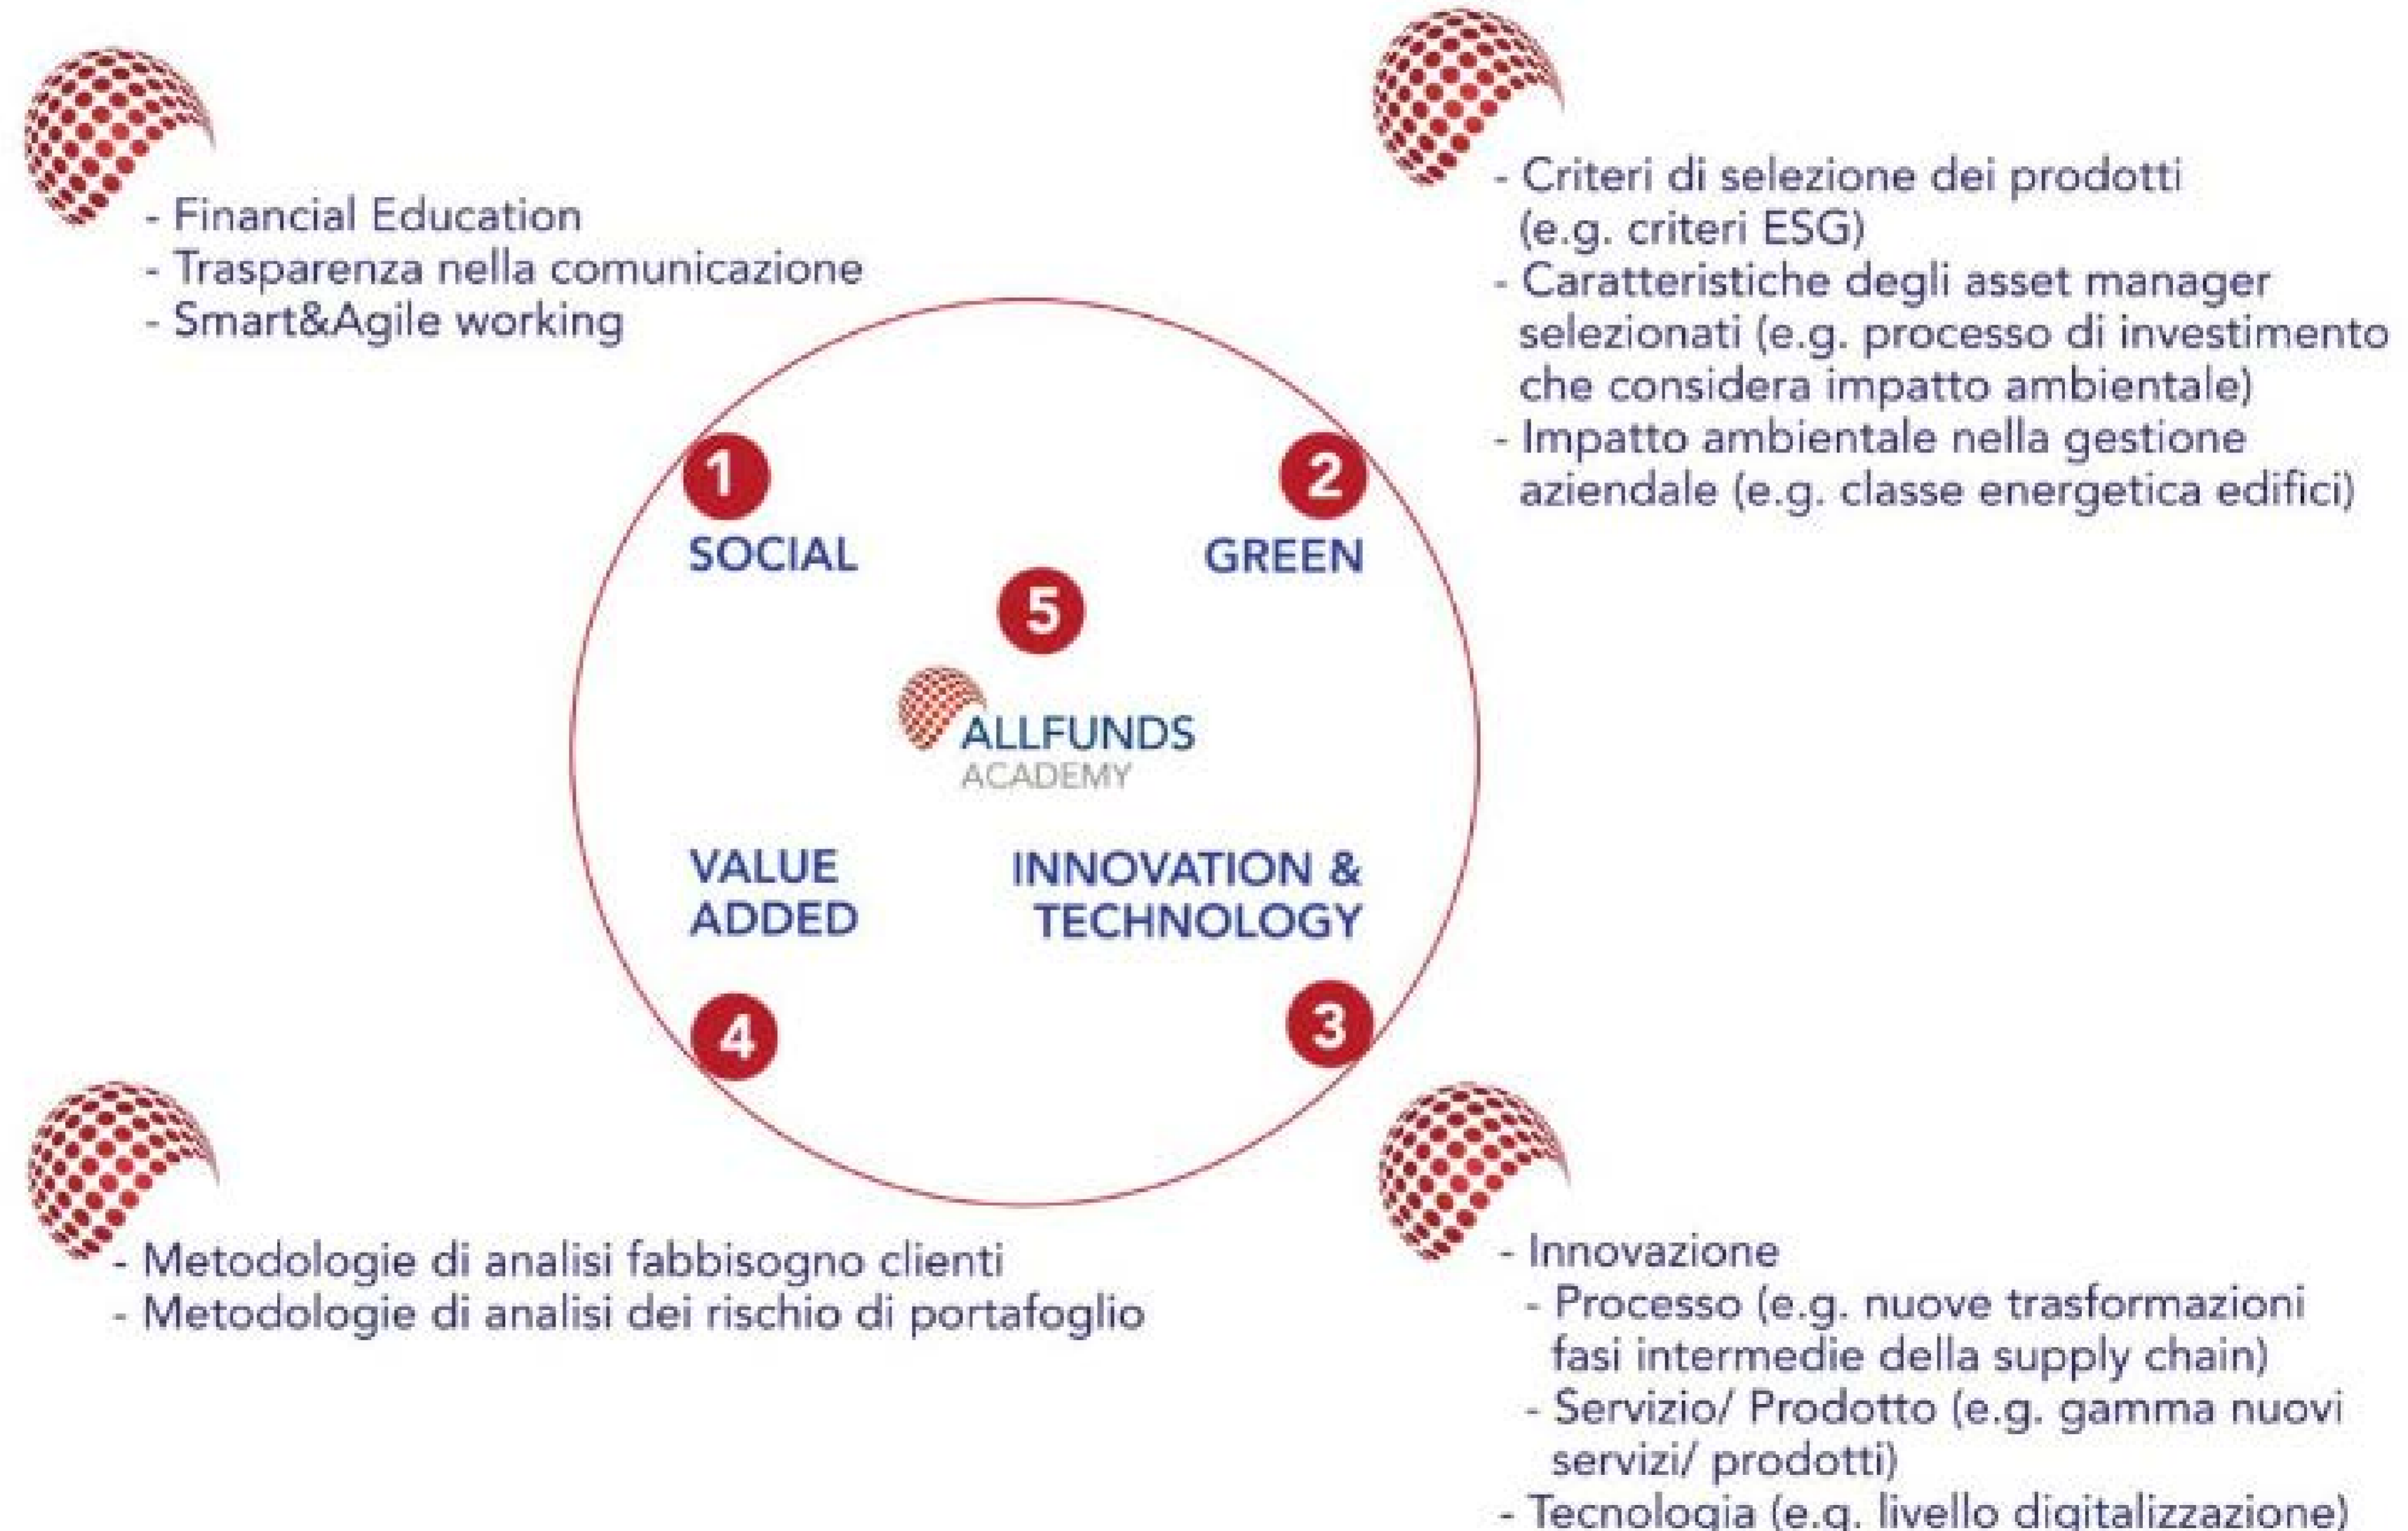 - Financial Education
- Trasparenza nella comunicazione
- Smart&Agile working
- Criteri di selezione dei prodotti
(e.g. criteri ESG)
- Caratteristiche degli asset manager
selezionati (e.g. processo di investimento
che considera impatto ambientale)
- Impatto ambientale nella gestione
aziendale (e.g. classe energetica edifici)
1
SOCIAL
2
GREEN
5
ALLFUNDS
ACADEMY
VALUE
ADDED
4
INNOVATION &
TECHNOLOGY
3
- Metodologie di analisi fabbisogno clienti
- Metodologie di analisi dei rischio di portafoglio
- Innovazione
- Processo (e.g. nuove trasformazioni
fasi intermedie della supply chain)
- Servizio/ Prodotto (e.g. gamma nuovi
servizi/ prodotti)
- Tecnologia (e.g. livello digitalizzazione)